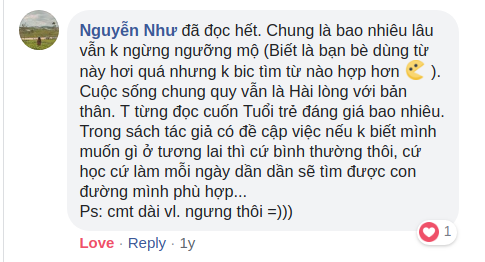 Nguyễn Như đã đọc hết. Chung là bao nhiêu lâu
vẫn k ngừng ngưỡng mộ (Biết là bạn bè dùng từ
này hơi quá nhưng k bic tìm từ nào hợp hơn ).
Cuộc sống chung quy vẫn là Hài lòng với bản
thân. T từng đọc cuốn Tuổi trẻ đáng giá bao nhiêu.
Trong sách tác giả có đề cập việc nếu k biết mình
muốn gì ở tương lai thì cứ bình thường thôi, cứ
học cứ làm mỗi ngày dần dần sẽ tìm được con
đường mình phù hợp...
Ps: cmt dài vl. ngưng thôi =)))
1
Love · Reply · 1y